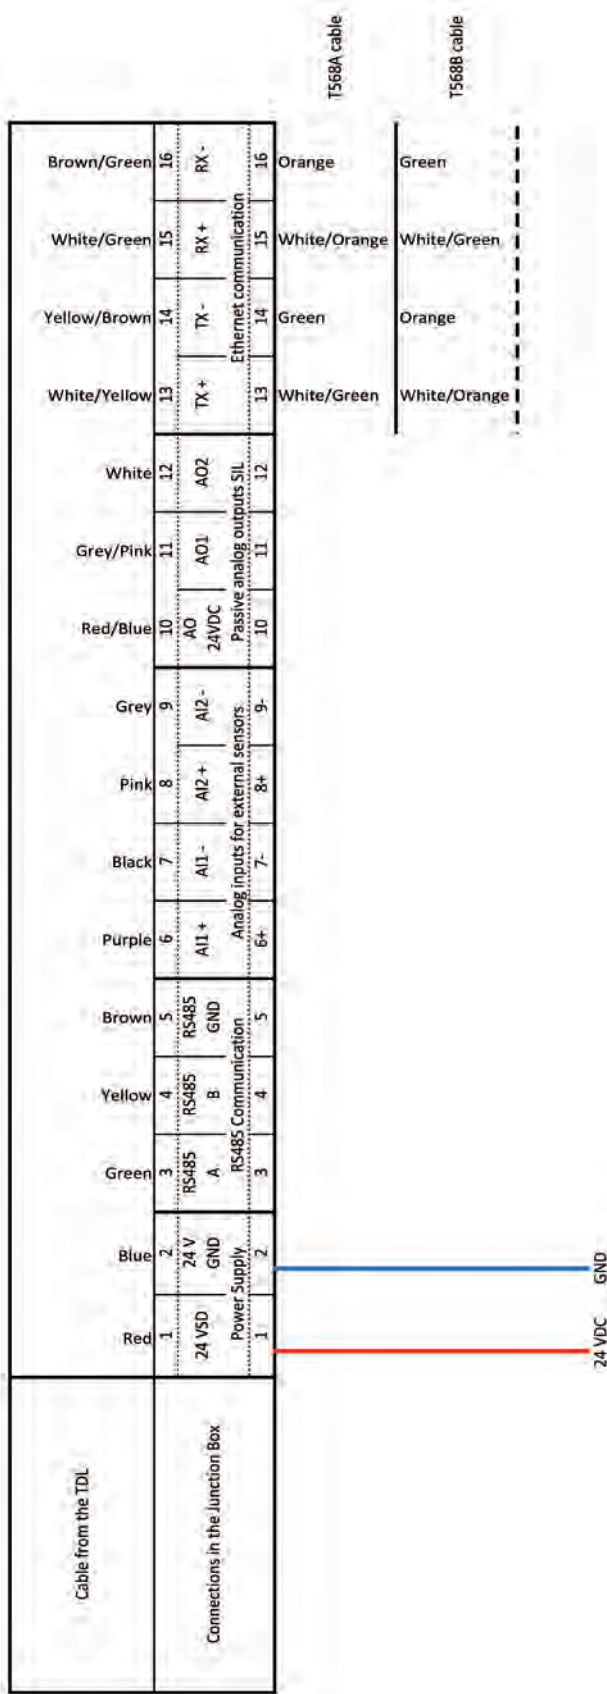 Cable from the TDL
Red Blue Green Yellow Brown Purple Black Pink Grey Red/Blue Grey/Pink White White/Yellow Yellow/Brown White/Green Brown/Green
Connections in the Junction Box
1 2 3 4 5 6 7 8 9 10 11 12 13 14 15 16
24 VSD
24 V
GND
RS485
A
RS485
B
RS485
GND
AI1 +
AI1 -
AI2 +
AI2 -
AO
24VDC
AO1
AO2
TX +
TX -
RX +
RX -
Power Supply
RS485 Communication
Analog inputs for external sensors
Passive analog outputs SIL
Ethernet communication
1 2 3 4 5 6+ 7- 8+ 9- 10 11 12 13 14 15 16
White/Green Green White/Orange Orange
T568A cable
White/Orange Orange White/Green Green
T568B cable
24 VDC
GND